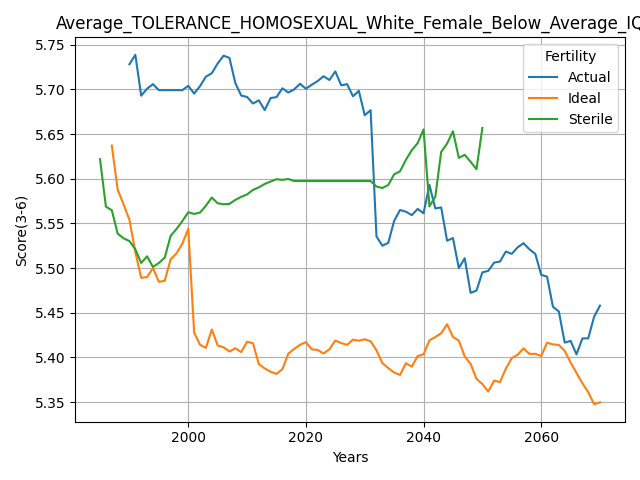 Average_TOLERANCE_HOMOSEXUAL_White_Female_Below_Average_IQ
Fertility
Actual
Ideal
Sterile
5.75
5.70
5.65
5.60
5.55
5.50
5.45
5.40
5.35
Score(3-6)
2000 2020 2040 2060
Years